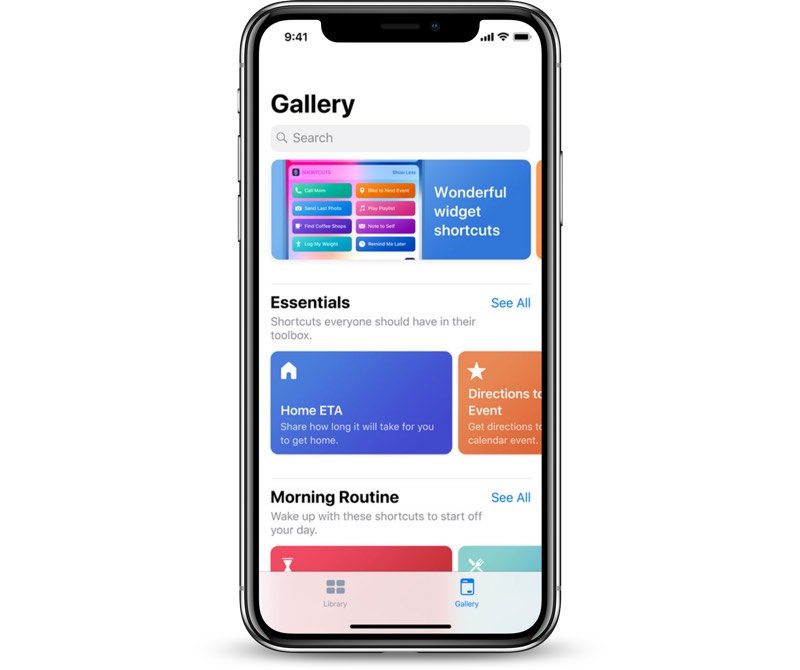 9:41
Gallery
Search
SHORTCUTS
Show Less
Call Mom
Bike to Next Event
Send Last Photo
Play Playlist
Find Coffee Shops
Note to Self
Log My Weight
Remind Me Later
Wonderful
widget
shortcuts
Essentials
See All
Shortcuts everyone should have in their
toolbox.
Home ETA
Share how long it will take for you
to get home.
Directions to
Event
Get directions to
calendar event.
Morning Routine
See All
Wake up with these shortcuts to start off
your day.
Library
Gallery